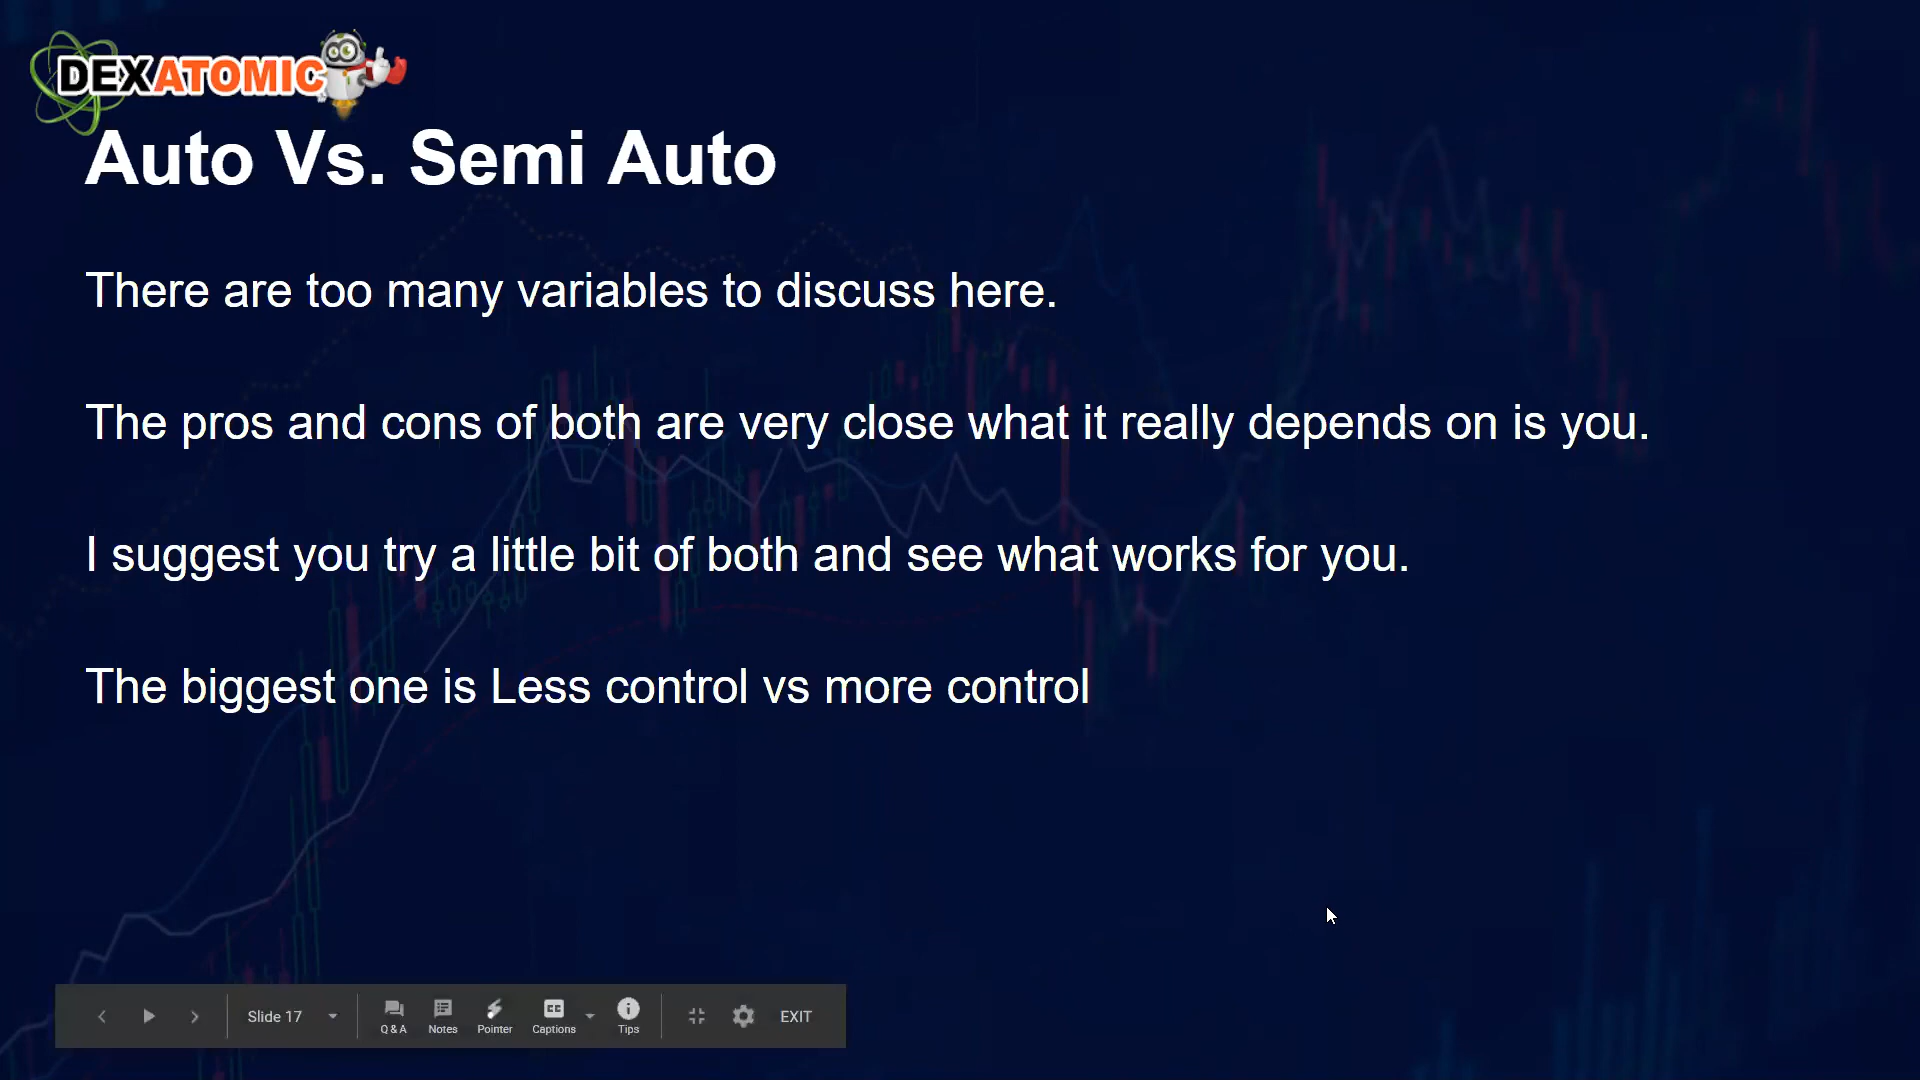 DEXATOMIC
Auto Vs. Semi Auto
There are too many variables to discuss here.
The pros and cons of both are very close what it really depends on is you.
I suggest you try a little bit of both and see what works for you.
The biggest one is Less control vs more control
Slide 17
Q & A
Notes
Pointer
CC
Captions
Tips
EXIT